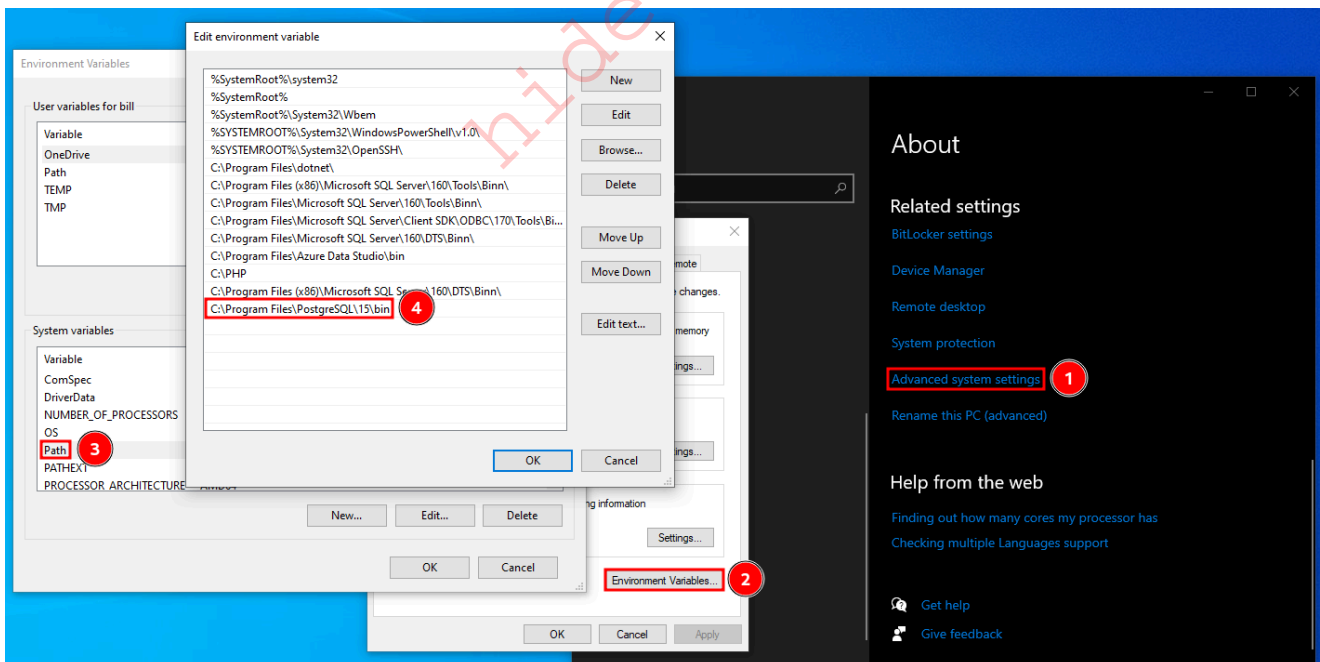 hide
Edit environment variable
%SystemRoot%\system32
%SystemRoot%
%SystemRoot%\System32\Wbem
%SYSTEMROOT%\System32\WindowsPowerShell\v1.0\
%SYSTEMROOT%\System32\OpenSSH\
C:\Program Files\dotnet\
C:\Program Files (x86)\Microsoft SQL Server\160\Tools\Binn\
C:\Program Files\Microsoft SQL Server\160\Tools\Binn\
C:\Program Files\Microsoft SQL Server\Client SDK\ODBC\170\Tools\Bi...
C:\Program Files\Microsoft SQL Server\160\DTS\Binn\
C:\Program Files\Azure Data Studio\bin
C:\PHP
C:\Program Files (x86)\Microsoft SQL Server\160\DTS\Binn\
C:\Program Files\PostgreSQL\15\bin
4
New
Edit
Browse...
Delete
Move Up
Move Down
Edit text...
OK
Cancel
Environment Variables
User variables for bill
Variable
OneDrive
Path
TEMP
TMP
System variables
Variable
ComSpec
DriverData
NUMBER_OF_PROCESSORS
OS
Path
3
PATHEXT
PROCESSOR_ARCHITECTURE AMD64
New...
Edit...
Delete
OK
Cancel
mote
changes.
memory
ings...
ings...
ng information
Settings...
Environment Variables...
2
OK
Cancel
Apply
About
Related settings
BitLocker settings
Device Manager
Remote desktop
System protection
Advanced system settings
1
Rename this PC (advanced)
Help from the web
Finding out how many cores my processor has
Checking multiple Languages support
Get help
Give feedback